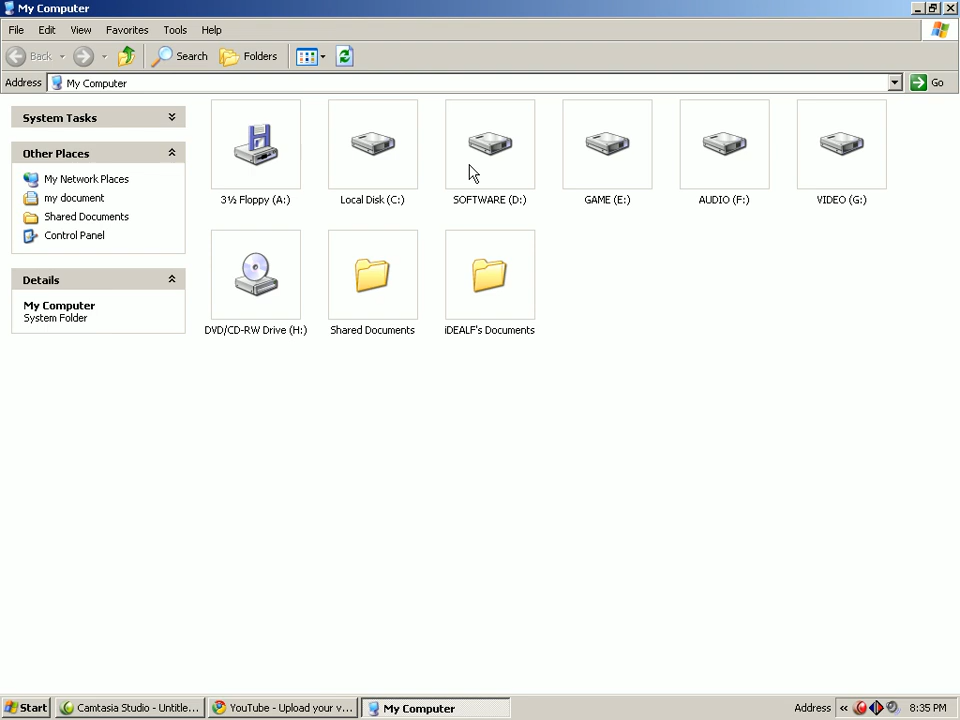 My Computer
File Edit View Favorites Tools Help
Back Search Folders
Address My Computer Go
System Tasks
Other Places
My Network Places
my document
Shared Documents
Control Panel
Details
My Computer
System Folder
3½ Floppy (A:) Local Disk (C:) SOFTWARE (D:) GAME (E:) AUDIO (F:) VIDEO (G:)
DVD/CD-RW Drive (H:) Shared Documents iDEALF's Documents
Start Camtasia Studio - Untitle... YouTube - Upload your v... My Computer Address « 8:35 PM